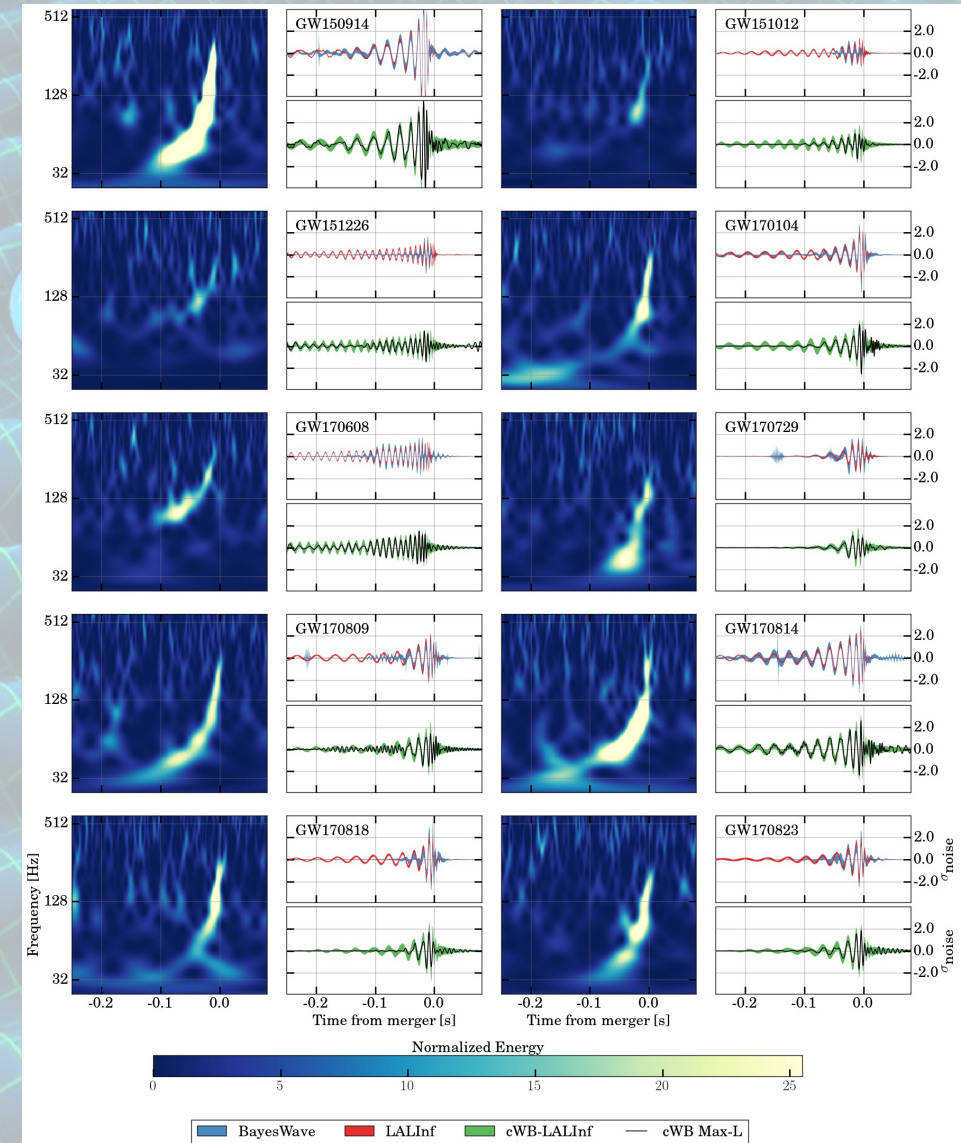 512
128
32
GW150914
GW151012
2.0
0.0
-2.0
2.0
0.0
-2.0
512
128
32
GW151226
GW170104
2.0
0.0
-2.0
2.0
0.0
-2.0
512
128
32
GW170608
GW170729
2.0
0.0
-2.0
2.0
0.0
-2.0
512
128
32
GW170809
GW170814
2.0
0.0
-2.0
2.0
0.0
-2.0
512
128
32
Frequency [Hz]
GW170818
GW170823
2.0
0.0
-2.0
σnoise
2.0
0.0
-2.0
σnoise
-0.2 -0.1 0.0 -0.2 -0.1 0.0 -0.2 -0.1 0.0 -0.2 -0.1 0.0
Time from merger [s] Time from merger [s]
Normalized Energy
0 5 10 15 20 25
BayesWave LALInf cWB-LALInf cWB Max-L